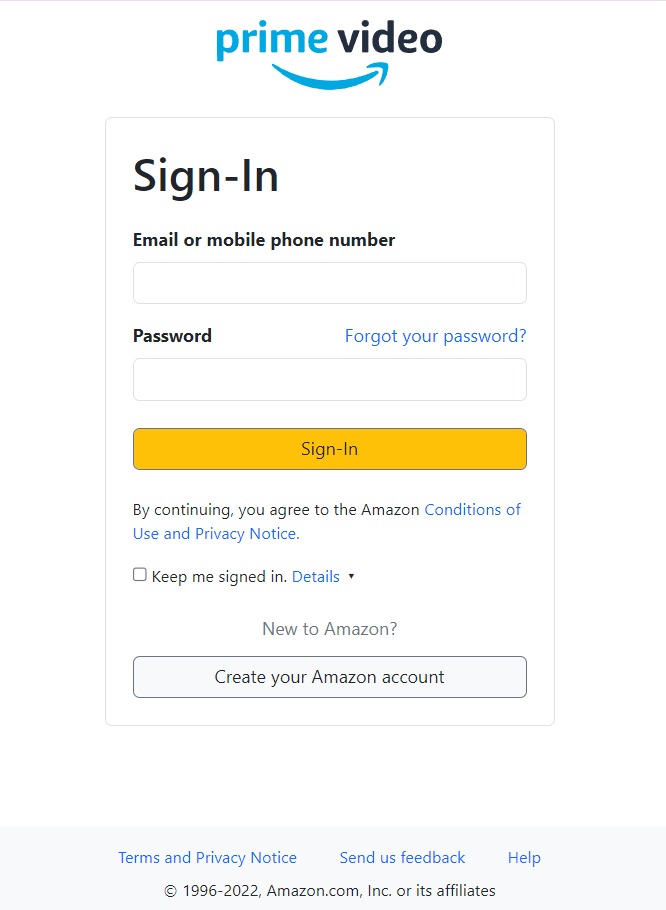 prime video
Sign-In
Email or mobile phone number
Password Forgot your password?
Sign-In
By continuing, you agree to the Amazon Conditions of
Use and Privacy Notice.
Keep me signed in. Details ▾
New to Amazon?
Create your Amazon account
Terms and Privacy Notice Send us feedback Help
© 1996-2022, Amazon.com, Inc. or its affiliates